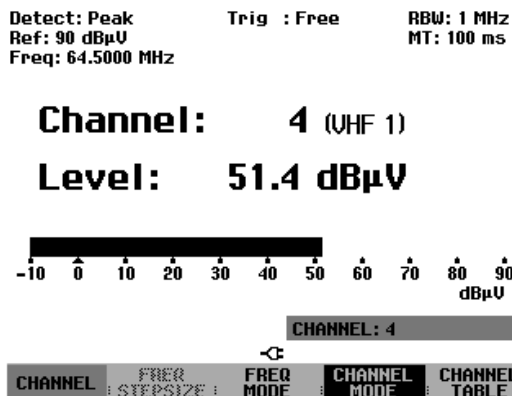 Detect: Peak Trig : Free RBW: 1 MHz
Ref: 90 dBµV MT: 100 ms
Freq: 64.5000 MHz
Channel: 4 (VHF 1)
Level: 51.4 dBµV
-10 0 10 20 30 40 50 60 70 80 90
dBµV
CHANNEL: 4
CHANNEL FREQ STEPSIZE FREQ MODE CHANNEL MODE CHANNEL TABLE